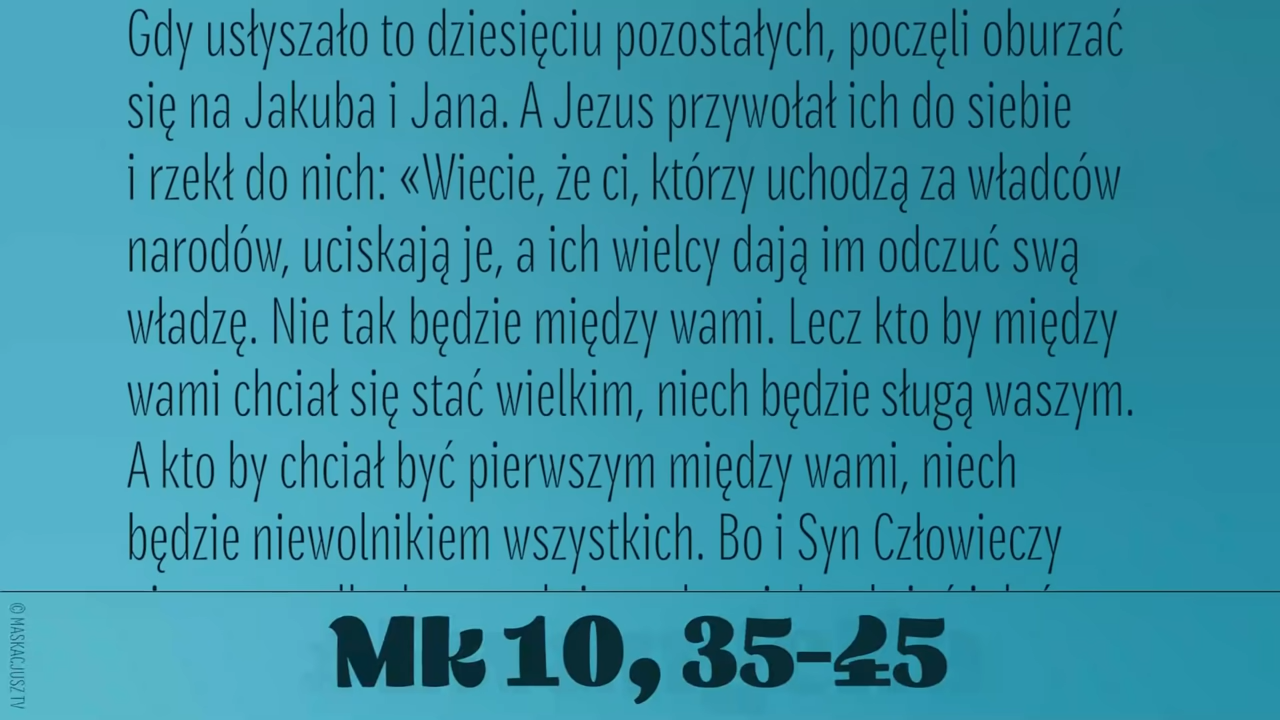 Gdy usłyszało to dziesięciu pozostałych, poczęli oburzać
się na Jakuba i Jana. A Jezus przywołał ich do siebie
i rzekł do nich: «Wiecie, że ci, którzy uchodzą za władców
narodów, uciskają je, a ich wielcy dają im odczuć swą
władzę. Nie tak będzie między wami. Lecz kto by między
wami chciał się stać wielkim, niech będzie sługą waszym.
A kto by chciał być pierwszym między wami, niech
będzie niewolnikiem wszystkich. Bo i Syn Człowieczy
Mk 10, 35-45
© MASKACJUSZ TV